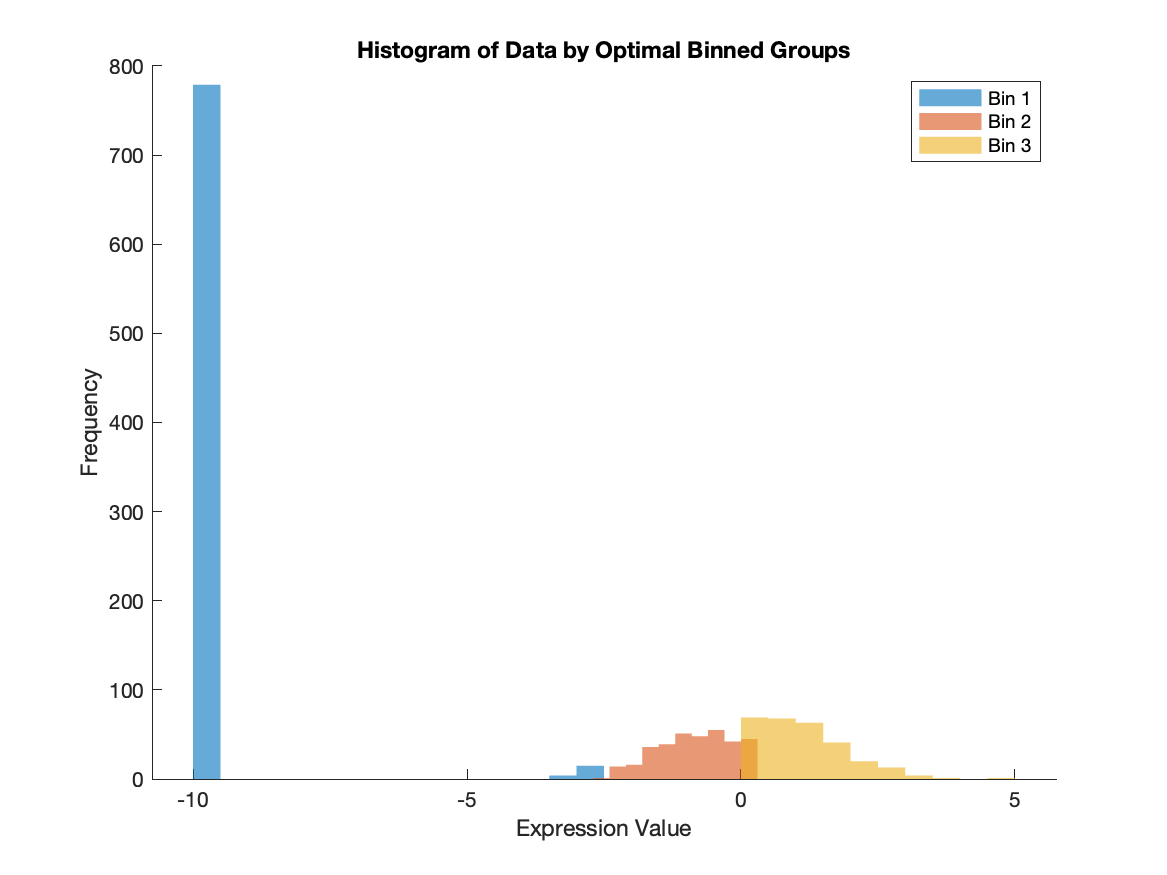 Histogram of Data by Optimal Binned Groups
800
700
600
500
400
300
200
100
0
Frequency
Bin 1
Bin 2
Bin 3
-10
-5
0
5
Expression Value